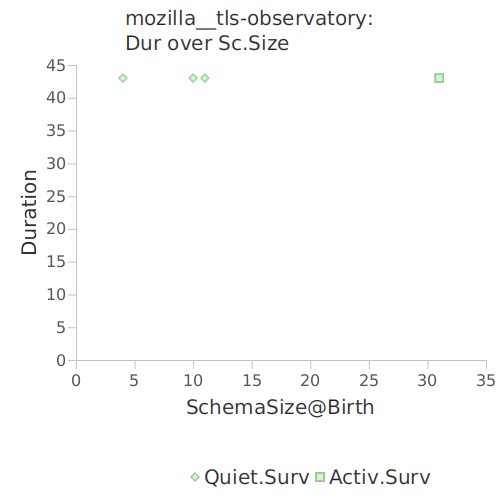 mozilla__tls-observatory:
Dur over Sc.Size
45
40
35
30
25
20
15
10
5
0
Duration
0 5 10 15 20 25 30 35
SchemaSize@Birth
Quiet.Surv Activ.Surv